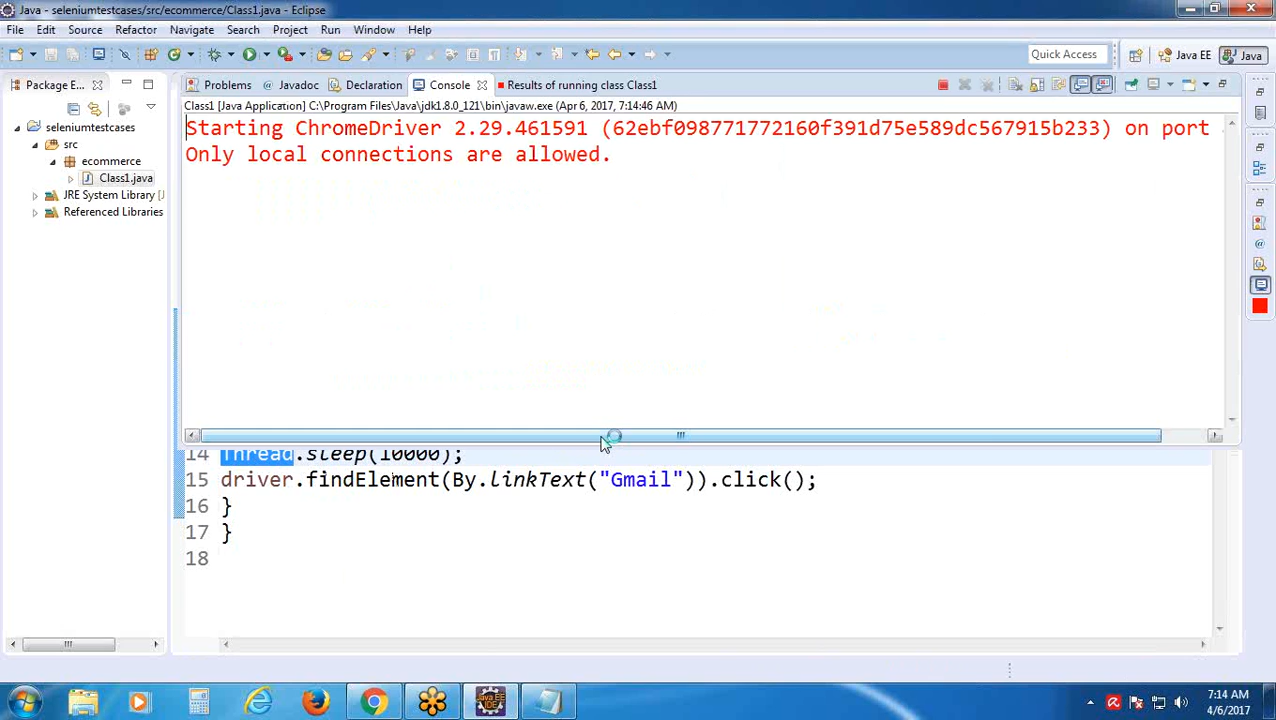 Java - seleniumtestcases/src/ecommerce/Class1.java - Eclipse
File Edit Source Refactor Navigate Search Project Run Window Help
Quick Access Java EE Java
Package E... Problems Javadoc Declaration Console Results of running class Class1
Class1 [Java Application] C:\Program Files\Java\jdk1.8.0_121\bin\javaw.exe (Apr 6, 2017, 7:14:46 AM)
Starting ChromeDriver 2.29.461591 (62ebf098771772160f391d75e589dc567915b233) on port
Only local connections are allowed.
seleniumtestcases
src
ecommerce
Class1.java
JRE System Library [J
Referenced Libraries
14 Thread.sleep(10000);
15 driver.findElement(By.linkText("Gmail")).click();
16 }
17 }
18
Java EE
IDE
7:14 AM
4/6/2017